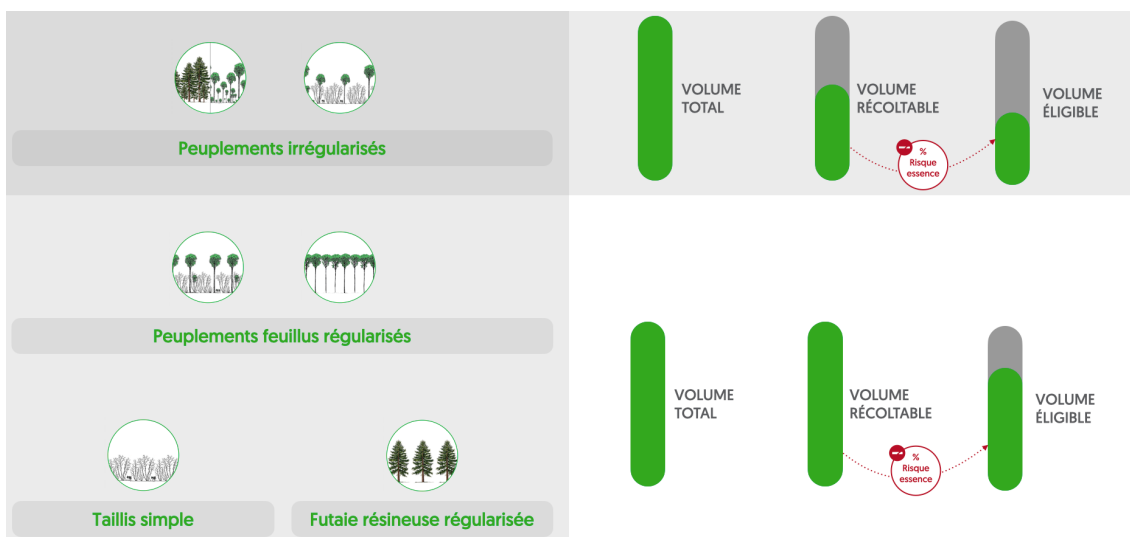 Peuplements irrégularisés
VOLUME
TOTAL
VOLUME
RÉCOLTABLE
%
Risque
essence
VOLUME
ÉLIGIBLE
Peuplements feuillus régularisés
Taillis simple
Futaie résineuse régularisée
VOLUME
TOTAL
VOLUME
RÉCOLTABLE
%
Risque
essence
VOLUME
ÉLIGIBLE